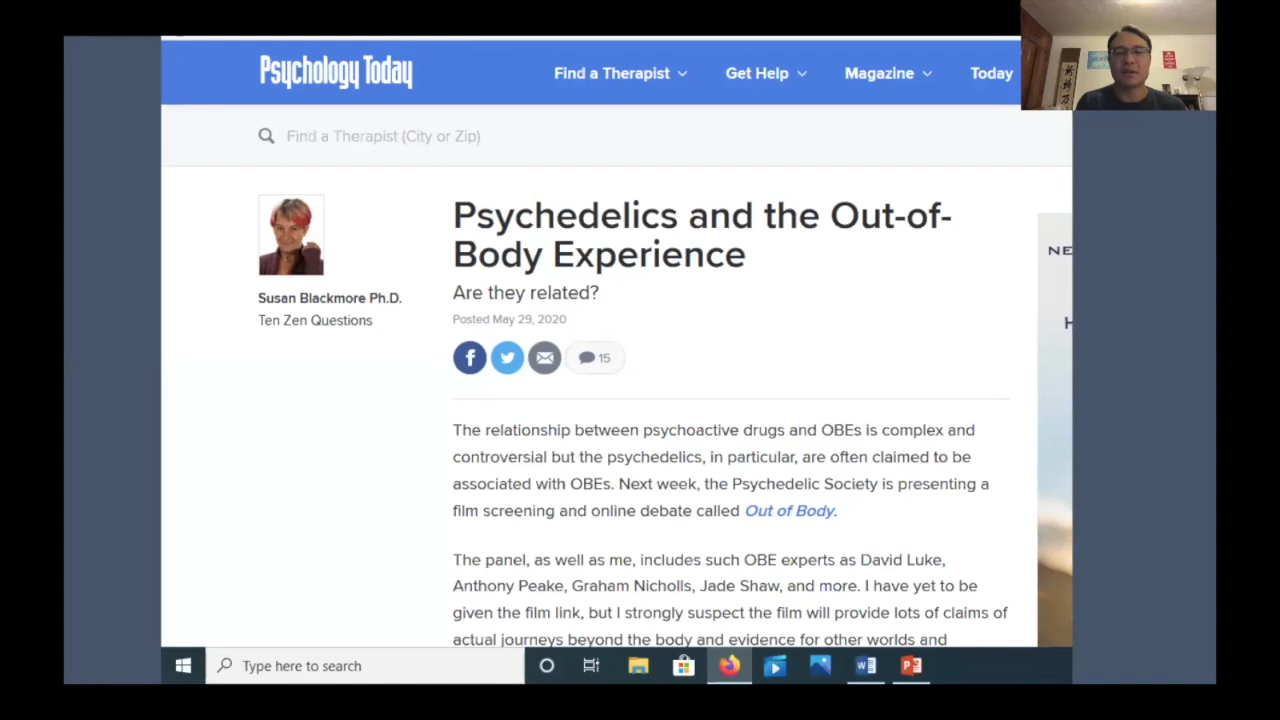 Psychology Today
Find a Therapist
Get Help
Magazine
Today
Find a Therapist (City or Zip)
Susan Blackmore Ph.D.
Ten Zen Questions
Psychedelics and the Out-of-
Body Experience
Are they related?
Posted May 29, 2020
15
The relationship between psychoactive drugs and OBEs is complex and
controversial but the psychedelics, in particular, are often claimed to be
associated with OBEs. Next week, the Psychedelic Society is presenting a
film screening and online debate called Out of Body.
The panel, as well as me, includes such OBE experts as David Luke,
Anthony Peake, Graham Nicholls, Jade Shaw, and more. I have yet to be
given the film link, but I strongly suspect the film will provide lots of claims of
actual journeys beyond the body and evidence for other worlds and
NE
H
Type here to search